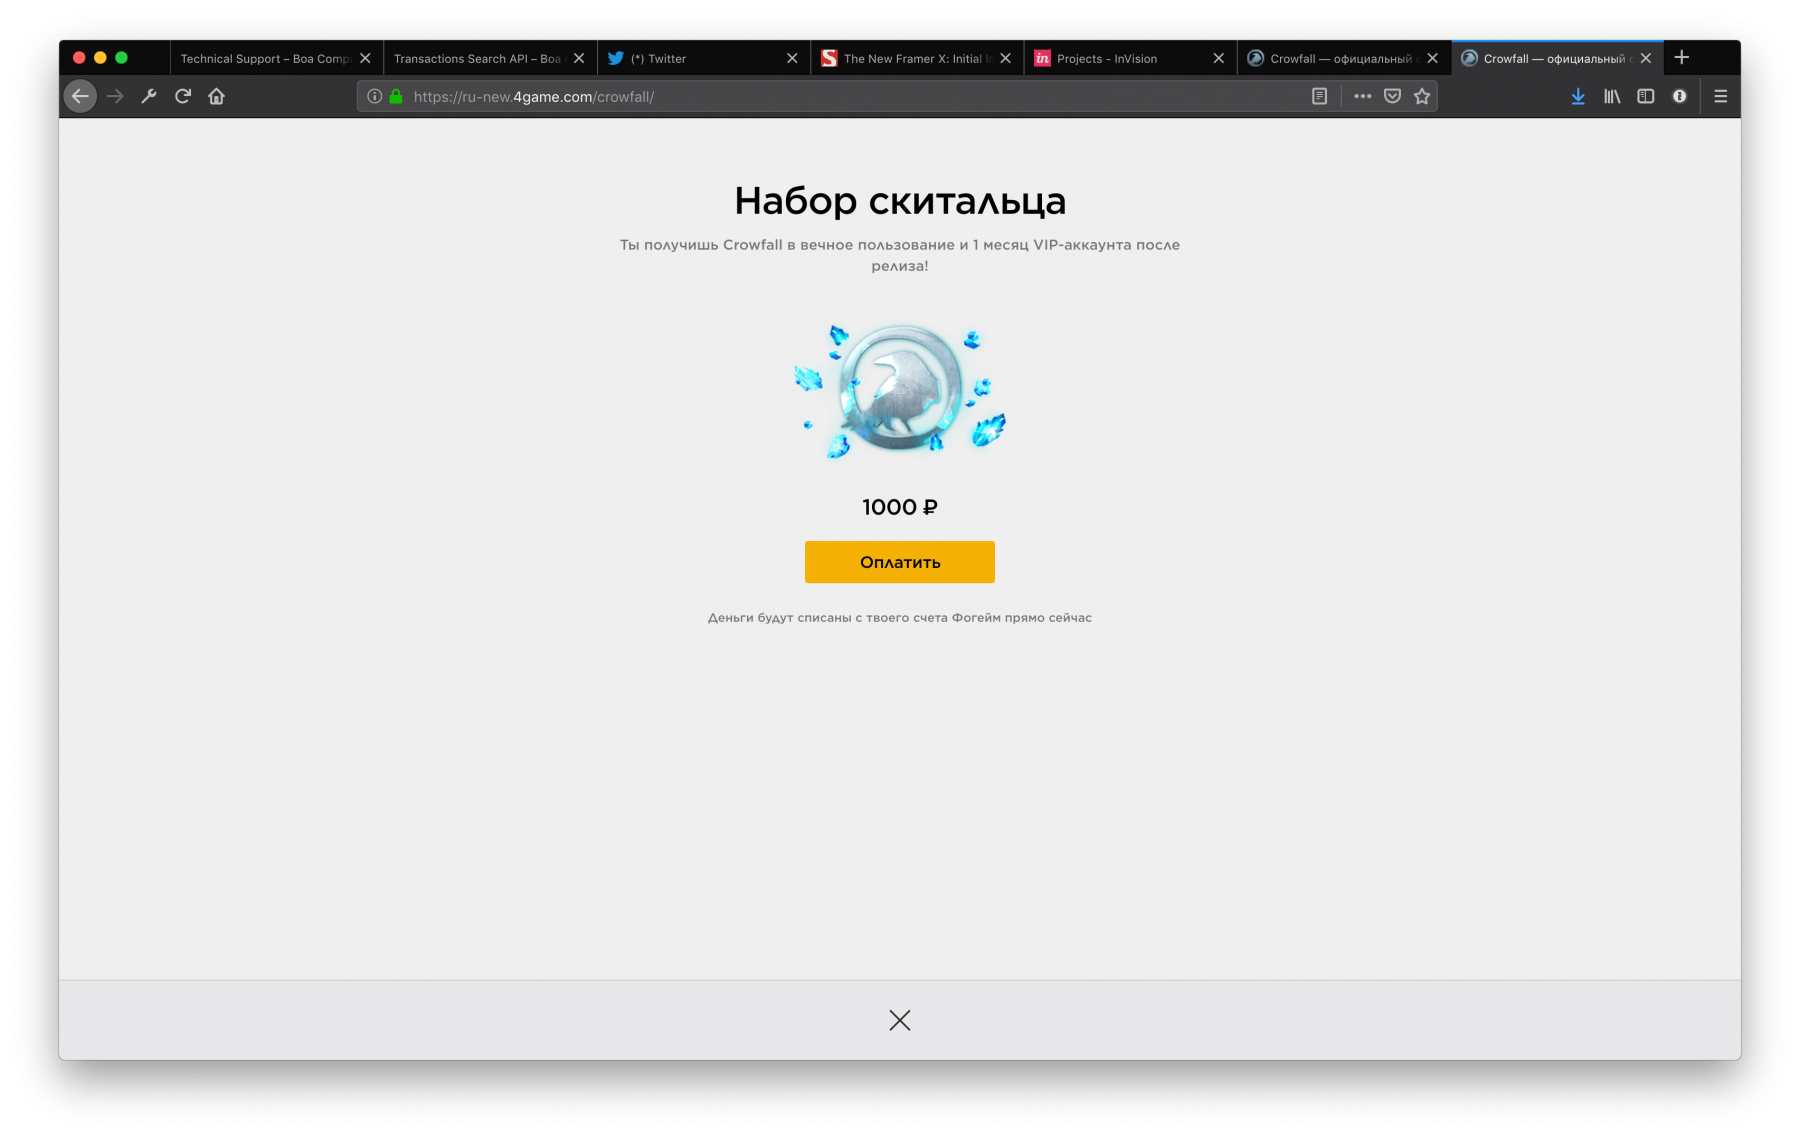 Technical Support – Boa Comp
Transactions Search API – Boa
(*) Twitter
The New Framer X: Initial I
in
Projects - InVision
Crowfall — официальный с
Crowfall — официальный с
https://ru-new.4game.com/crowfall/
Набор скитальца
Ты получишь Crowfall в вечное пользование и 1 месяц VIP-аккаунта после
релиза!
1000 ₽
Оплатить
Деньги будут списаны с твоего счета Фогейм прямо сейчас